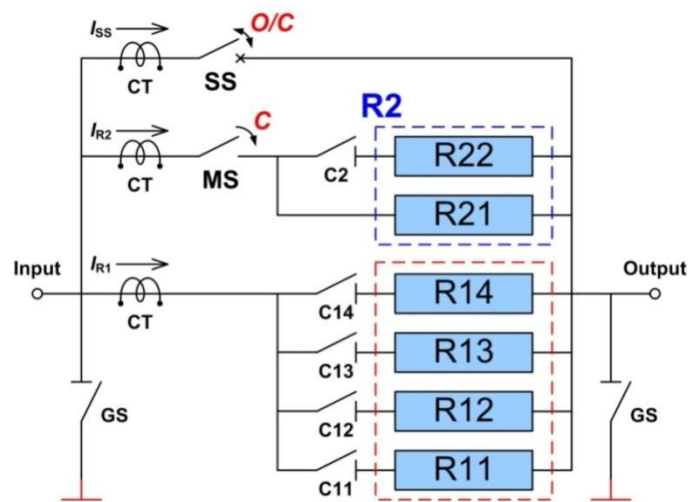 I_SS
O/C
CT
SS
R2
I_R2
C
CT
MS
C2
R22
R21
Input
I_R1
Output
CT
C14
R14
C13
R13
GS
GS
C12
R12
C11
R11